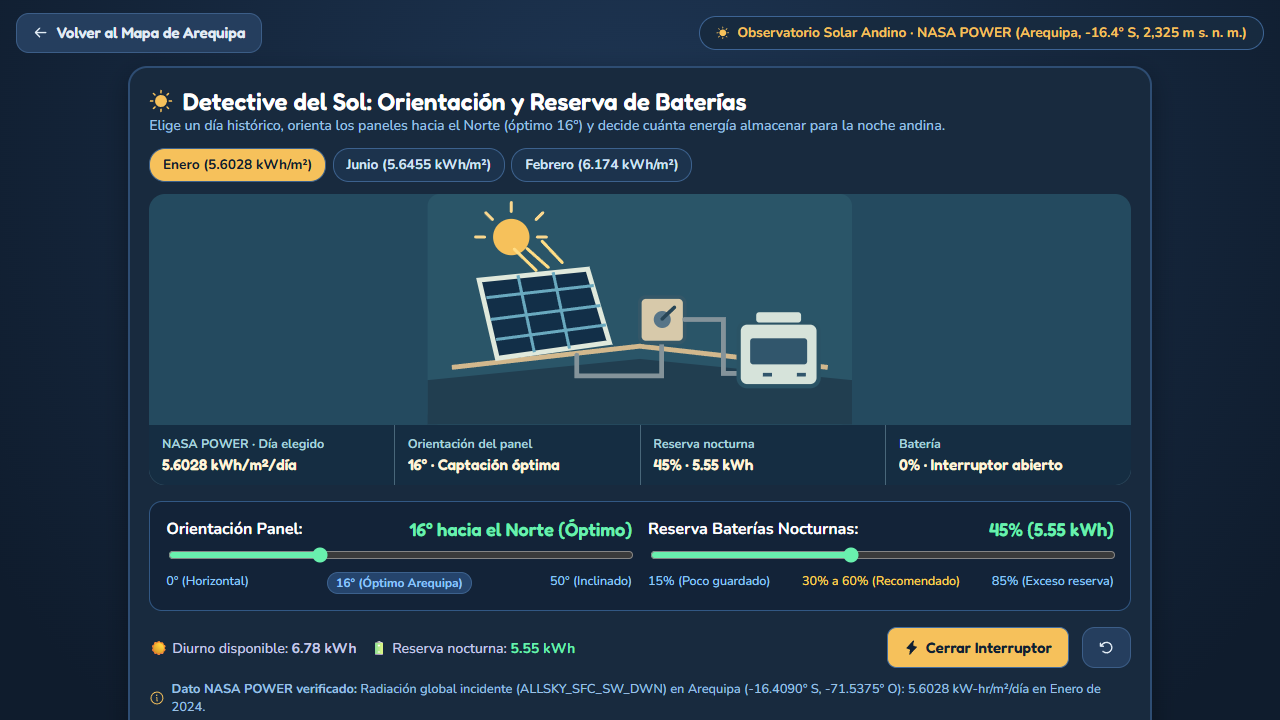 Volver al Mapa de Arequipa
Observatorio Solar Andino · NASA POWER (Arequipa, -16.4° S, 2,325 m s. n. m.)
Detective del Sol: Orientación y Reserva de Baterías
Elige un día histórico, orienta los paneles hacia el Norte (óptimo 16°) y decide cuánta energía almacenar para la noche andina.
Enero (5.6028 kWh/m²)
Junio (5.6455 kWh/m²)
Febrero (6.174 kWh/m²)
NASA POWER · Día elegido
5.6028 kWh/m²/día
Orientación del panel
16° · Captación óptima
Reserva nocturna
45% · 5.55 kWh
Batería
0% · Interruptor abierto
Orientación Panel:
16° hacia el Norte (Óptimo)
0° (Horizontal)
16° (Óptimo Arequipa)
50° (Inclinado)
Reserva Baterías Nocturnas:
45% (5.55 kWh)
15% (Poco guardado)
30% a 60% (Recomendado)
85% (Exceso reserva)
Diurno disponible: 6.78 kWh
Reserva nocturna: 5.55 kWh
Cerrar Interruptor
Dato NASA POWER verificado: Radiación global incidente (ALLSKY_SFC_SW_DWN) en Arequipa (-16.4090° S, -71.5375° O): 5.6028 kW-hr/m²/día en Enero de
2024.